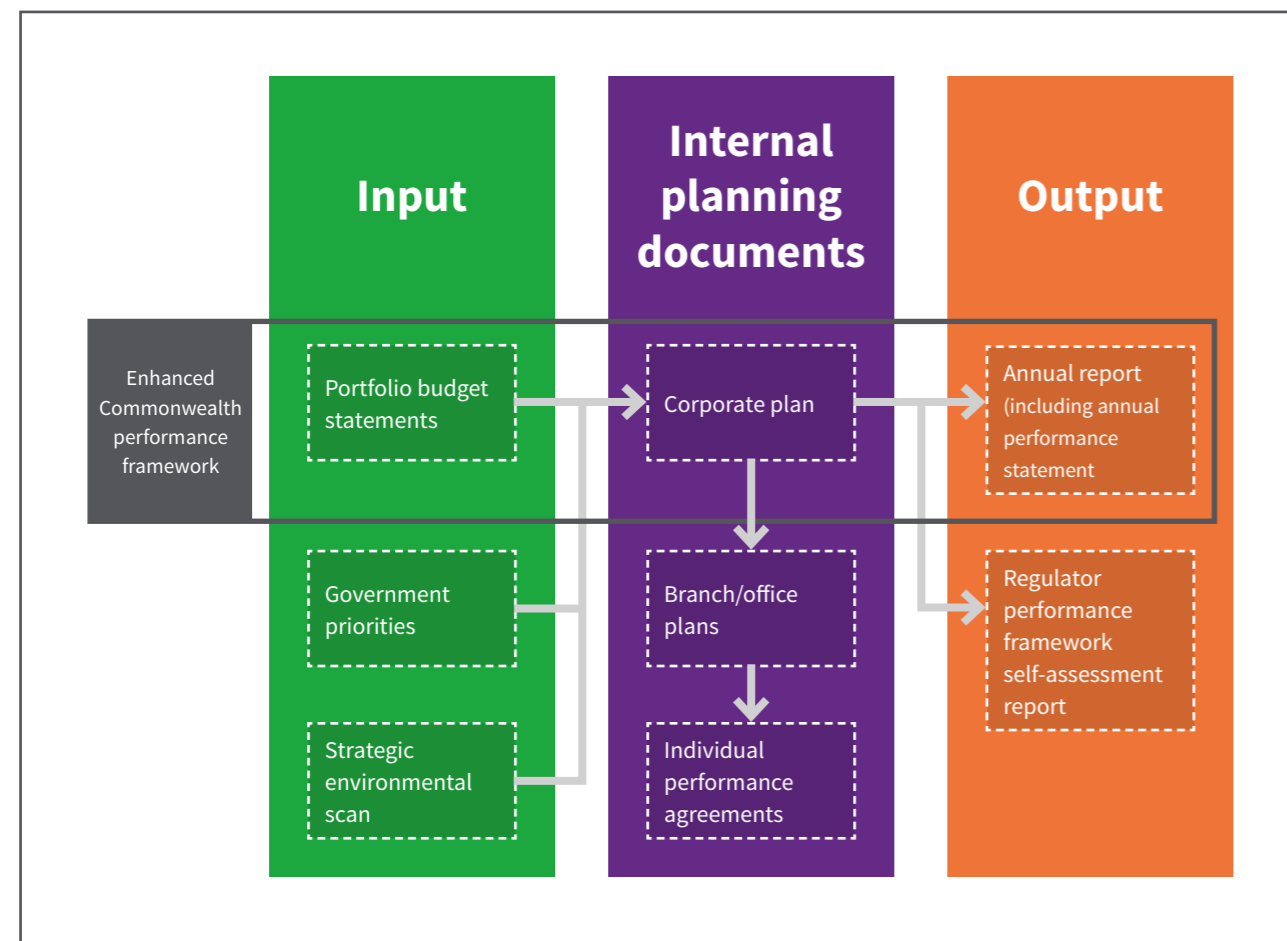 Input
Internal
planning
documents
Output
Enhanced
Commonwealth
performance
framework
Portfolio budget
statements
Corporate plan
Annual report
(including annual
performance
statement
Government
priorities
Branch/office
plans
Regulator
performance
framework
self-assessment
report
Strategic
environmental
scan
Individual
performance
agreements